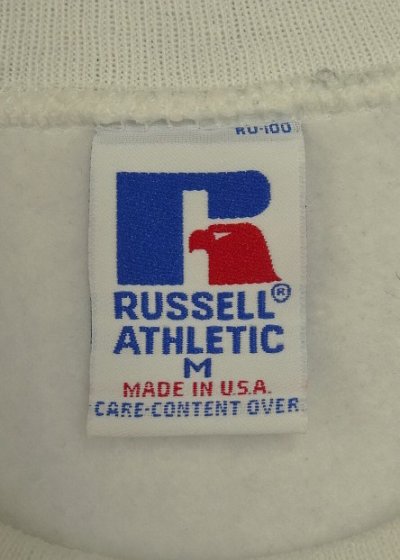 RU-100
RUSSELL®
ATHLETIC
M
MADE IN U.S.A.
CARE-CONTENT OVER